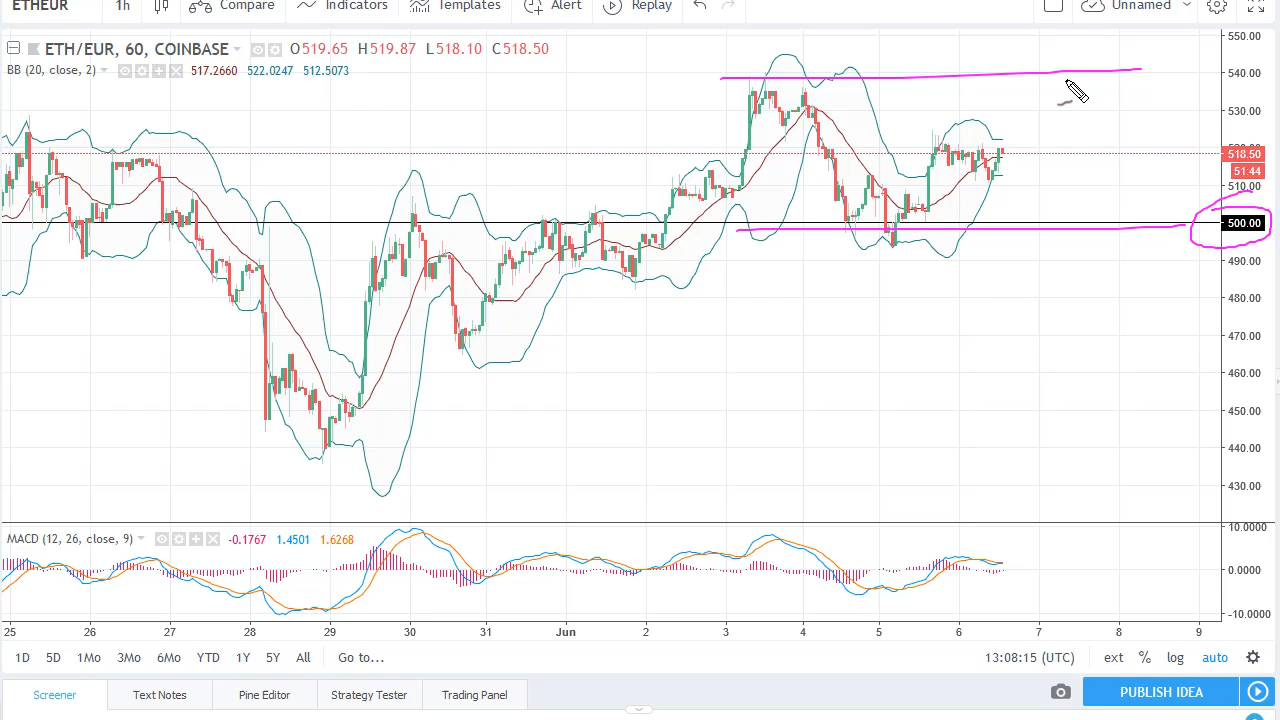 ETHEUR 1h Compare Indicators Templates Alert Replay Unnamed
ETH/EUR, 60, COINBASE O519.65 H519.87 L518.10 C518.50
BB (20, close, 2) 517.2660 522.0247 512.5073
550.00
540.00
530.00
518.50
51:44
510.00
500.00
490.00
480.00
470.00
460.00
450.00
440.00
430.00
MACD (12, 26, close, 9) -0.1767 1.4501 1.6268
10.0000
0.0000
-10.0000
25 26 27 28 29 30 31 Jun 2 3 4 5 6 7 8 9
1D 5D 1Mo 3Mo 6Mo YTD 1Y 5Y All Go to... 13:08:15 (UTC) ext % log auto
Screener Text Notes Pine Editor Strategy Tester Trading Panel PUBLISH IDEA